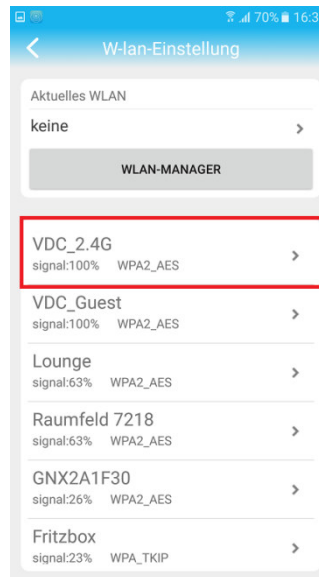 70% 16:3
W-lan-Einstellung
Aktuelles WLAN
keine
WLAN-MANAGER
VDC_2.4G
signal:100% WPA2_AES
VDC_Guest
signal:100% WPA2_AES
Lounge
signal:63% WPA2_AES
Raumfeld 7218
signal:63% WPA2_AES
GNX2A1F30
signal:26% WPA2_AES
Fritzbox
signal:23% WPA_TKIP